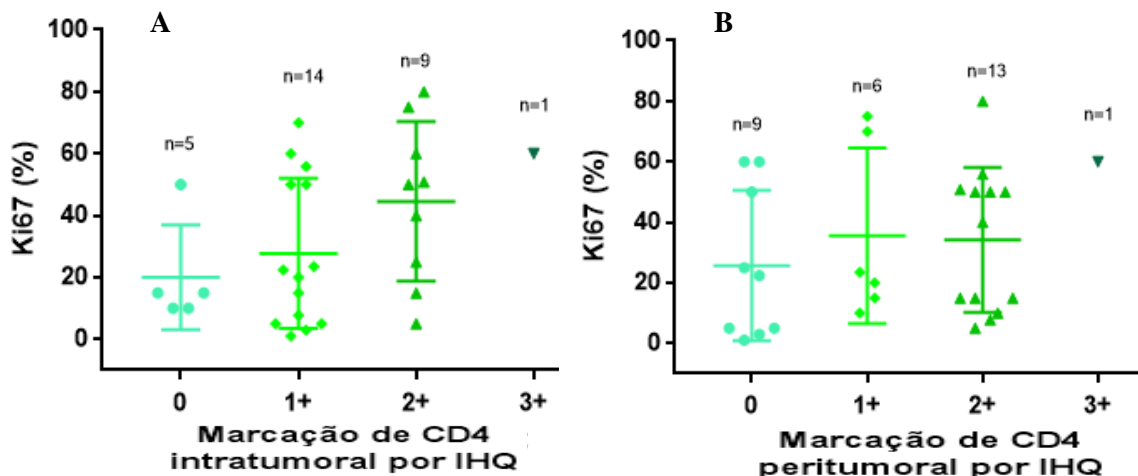 A
Ki67 (%)
100
80
60
40
20
0
n=5
n=14
n=9
n=1
0 1+ 2+ 3+
Marcação de CD4
intratumoral por IHQ
B
Ki67 (%)
100
80
60
40
20
0
n=9
n=6
n=13
n=1
0 1+ 2+ 3+
Marcação de CD4
peritumoral por IHQ